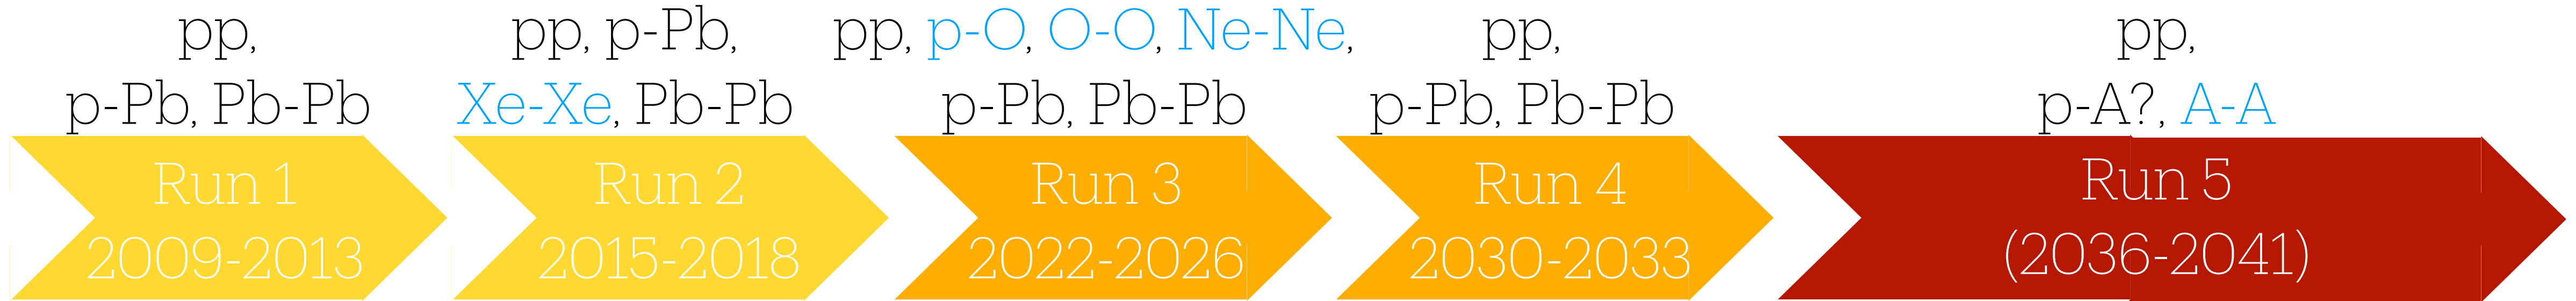 pp,
p-Pb, Pb-Pb
Run 1
2009-2013
pp, p-Pb,
Xe-Xe, Pb-Pb
Run 2
2015-2018
pp, p-O, O-O, Ne-Ne,
p-Pb, Pb-Pb
Run 3
2022-2026
pp,
p-Pb, Pb-Pb
Run 4
2030-2033
pp,
p-A?, A-A
Run 5
(2036-2041)